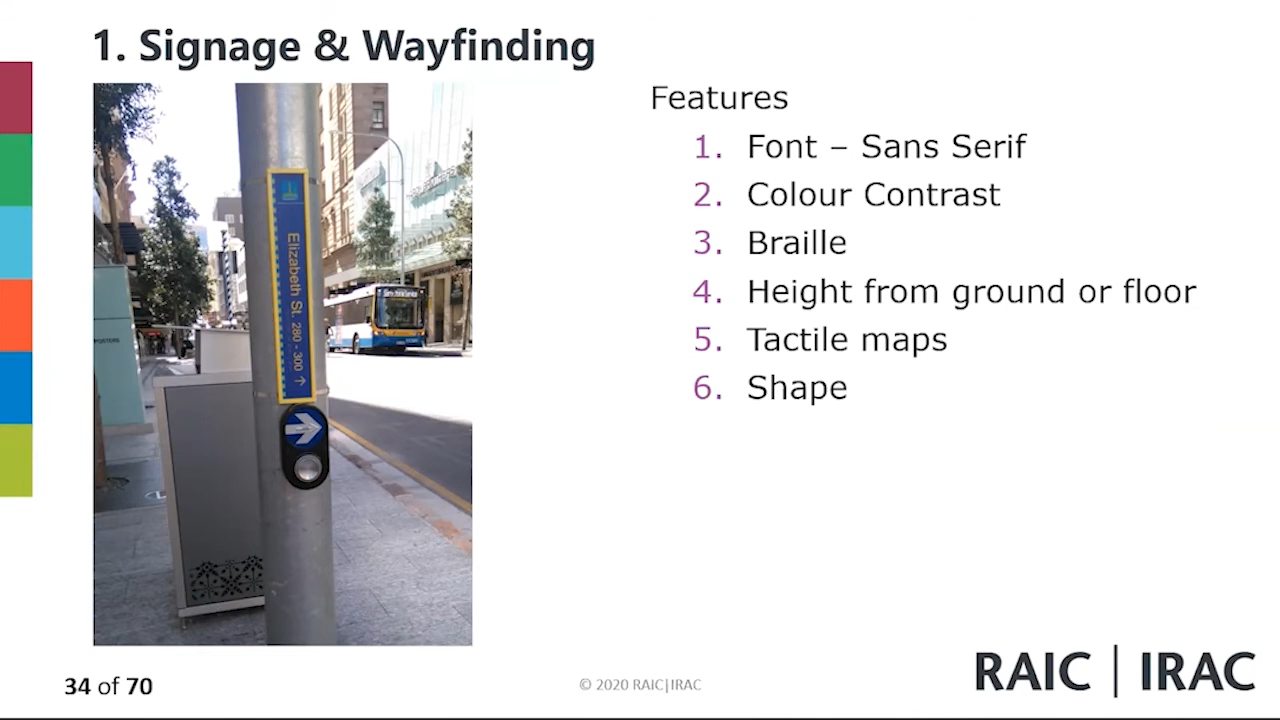 1. Signage & Wayfinding
Features
1. Font – Sans Serif
2. Colour Contrast
3. Braille
4. Height from ground or floor
5. Tactile maps
6. Shape
Elizabeth St. 280 - 300 ↑
POSTERS
34 of 70
© 2020 RAIC|IRAC
RAIC | IRAC